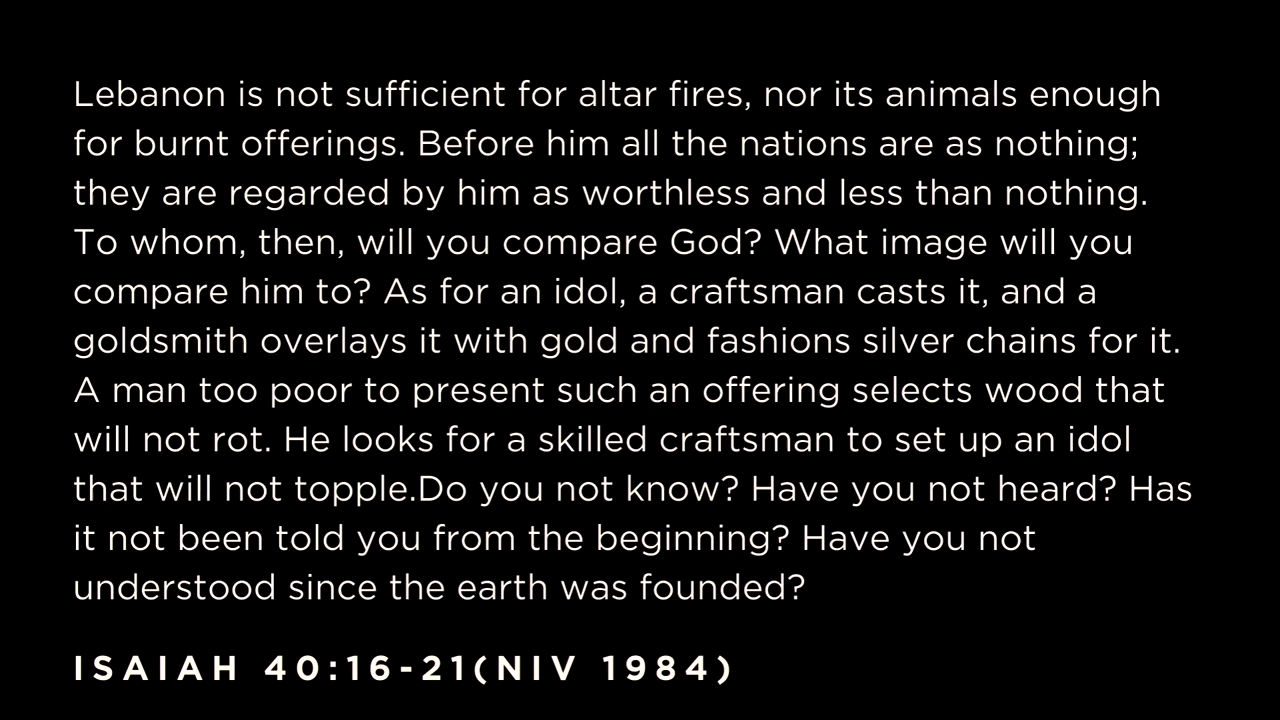 Lebanon is not sufficient for altar fires, nor its animals enough
for burnt offerings. Before him all the nations are as nothing;
they are regarded by him as worthless and less than nothing.
To whom, then, will you compare God? What image will you
compare him to? As for an idol, a craftsman casts it, and a
goldsmith overlays it with gold and fashions silver chains for it.
A man too poor to present such an offering selects wood that
will not rot. He looks for a skilled craftsman to set up an idol
that will not topple.Do you not know? Have you not heard? Has
it not been told you from the beginning? Have you not
understood since the earth was founded?
ISAIAH 40:16-21(NIV 1984)